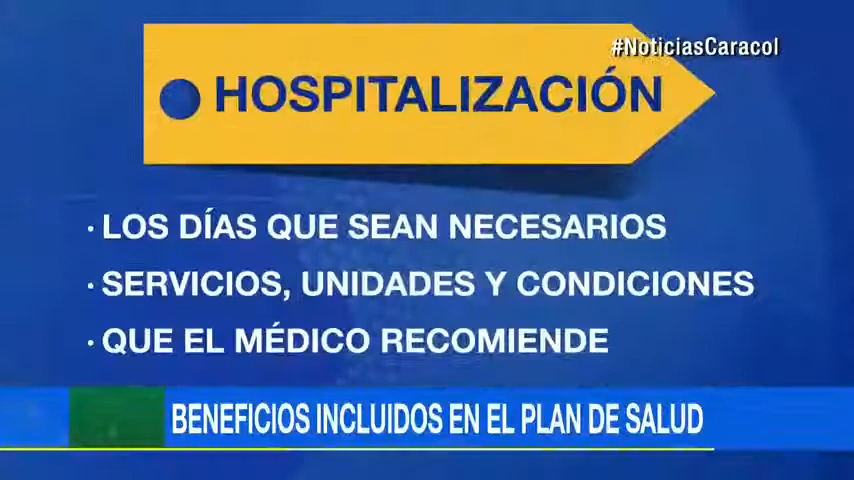 #NoticiasCaracol
HOSPITALIZACIÓN
· LOS DÍAS QUE SEAN NECESARIOS
· SERVICIOS, UNIDADES Y CONDICIONES
· QUE EL MÉDICO RECOMIENDE
BENEFICIOS INCLUIDOS EN EL PLAN DE SALUD